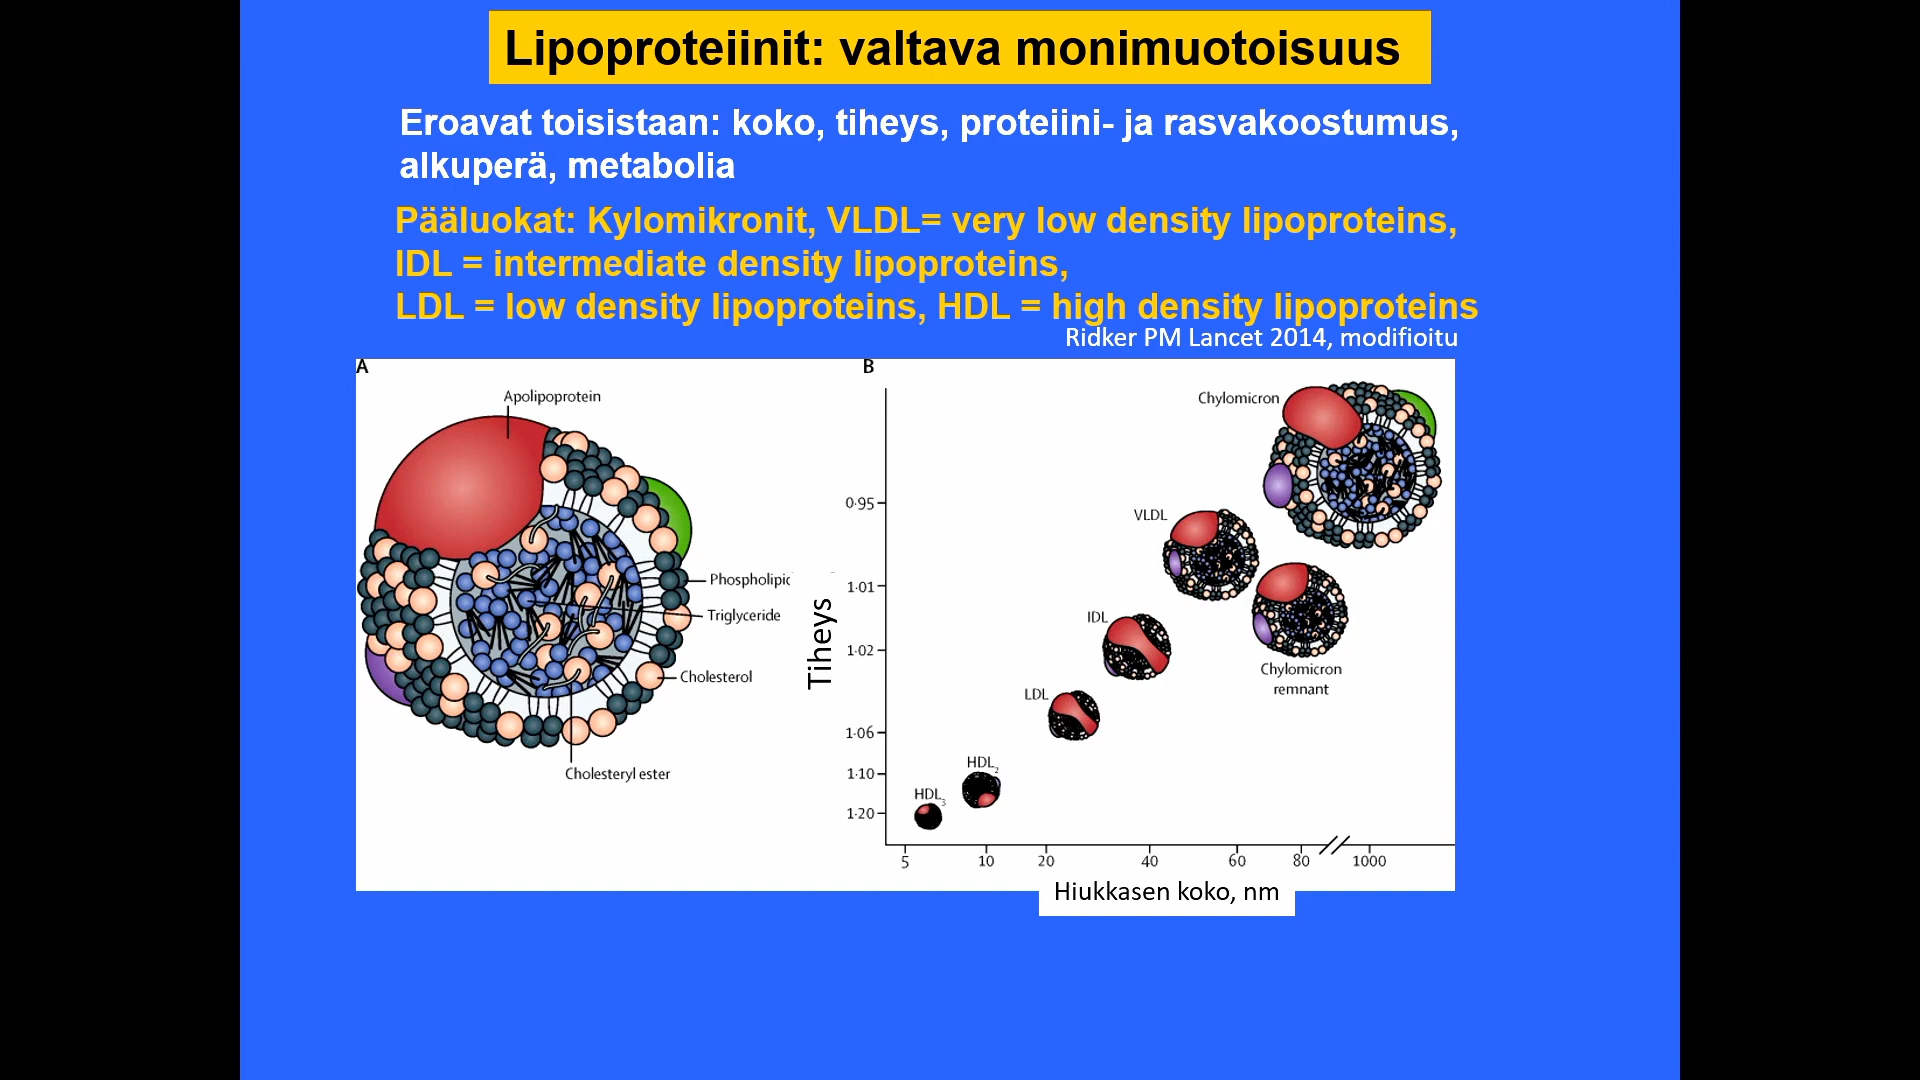 Lipoproteiinit: valtava monimuotoisuus
Eroavat toisistaan: koko, tiheys, proteiini- ja rasvakoostumus,
alkuperä, metabolia
Pääluokat: Kylomikronit, VLDL= very low density lipoproteins,
IDL = intermediate density lipoproteins,
LDL = low density lipoproteins, HDL = high density lipoproteins
Ridker PM Lancet 2014, modifioitu
A
Apolipoprotein
Phospholipid
Triglyceride
Cholesterol
Cholesteryl ester
B
Tiheys
0·95
1·01
1·02
1·06
1·10
1·20
Chylomicron
VLDL
IDL
Chylomicron
remnant
LDL
HDL₂
HDL₃
5 10 20 40 60 80 1000
Hiukkasen koko, nm